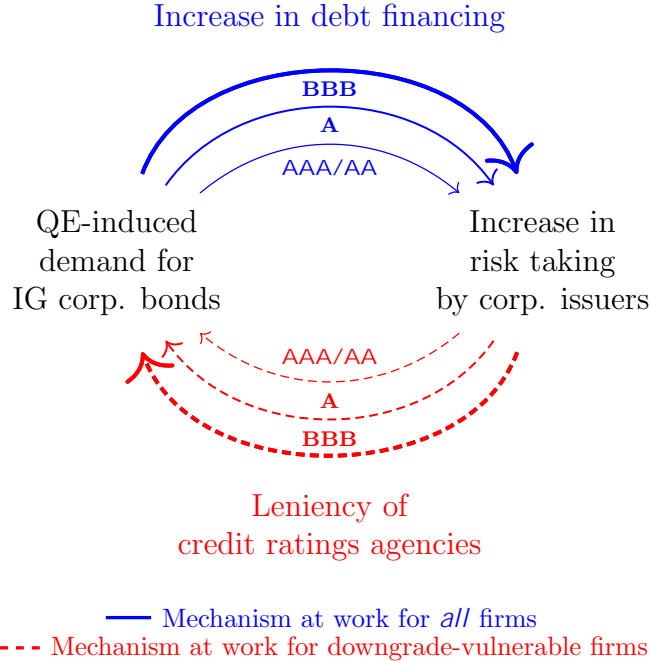 Increase in debt financing
BBB
A
AAA/AA
QE-induced
demand for
IG corp. bonds
Increase in
risk taking
by corp. issuers
AAA/AA
A
BBB
Leniency of
credit ratings agencies
Mechanism at work for all firms
Mechanism at work for downgrade-vulnerable firms